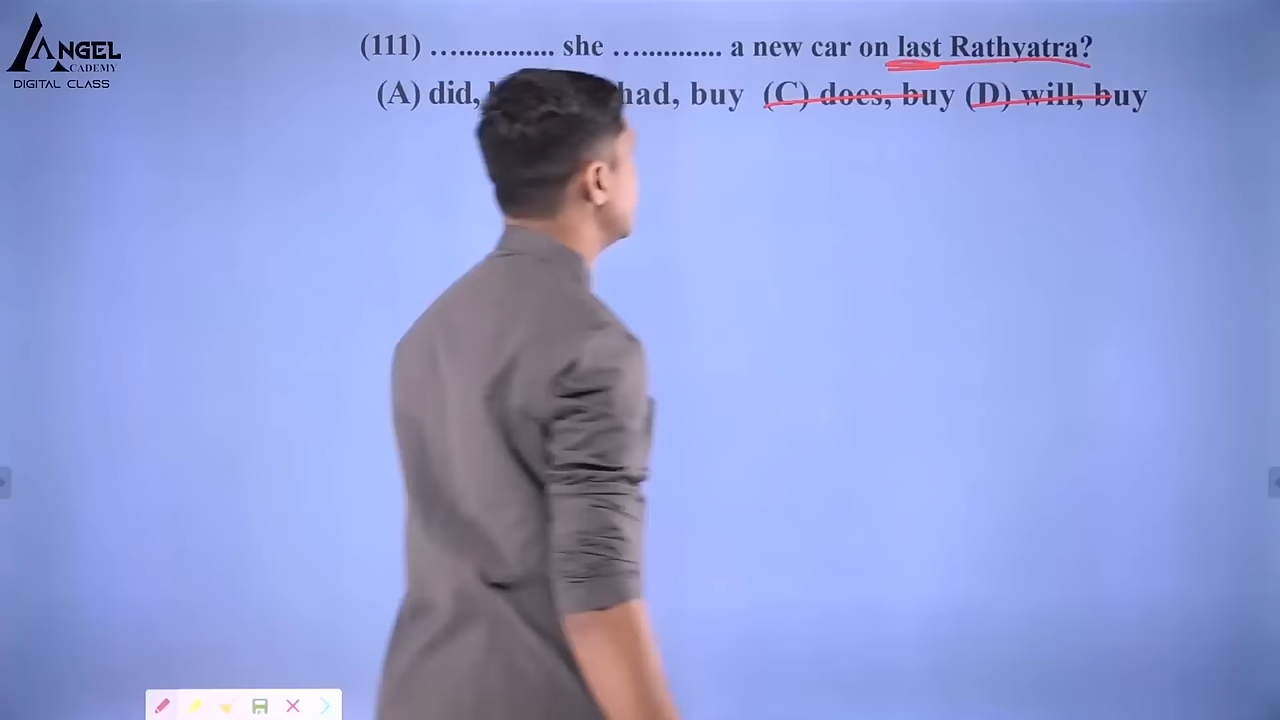 ANGEL
ACADEMY
DIGITAL CLASS
(111) ................. she .............. a new car on last Rathyatra?
(A) did, had, buy (C) does, buy (D) will, buy